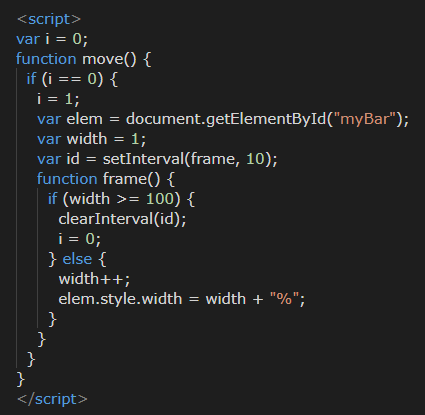 <script>
var i = 0;
function move() {
  if (i == 0) {
    i = 1;
    var elem = document.getElementById("myBar");
    var width = 1;
    var id = setInterval(frame, 10);
    function frame() {
      if (width >= 100) {
        clearInterval(id);
        i = 0;
      } else {
        width++;
        elem.style.width = width + "%";
      }
    }
  }
}
</script>